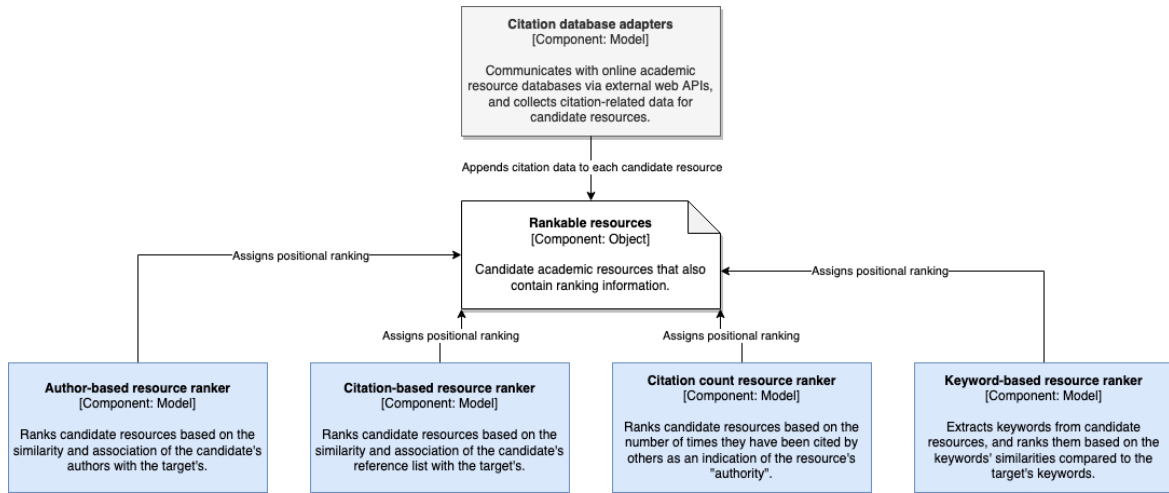 Citation database adapters
[Component: Model]
Communicates with online academic
resource databases via external web APIs,
and collects citation-related data for
candidate resources.
Appends citation data to each candidate resource
Rankable resources
[Component: Object]
Candidate academic resources that also
contain ranking information.
Assigns positional ranking
Assigns positional ranking
Assigns positional ranking
Assigns positional ranking
Author-based resource ranker
[Component: Model]
Ranks candidate resources based on the
similarity and association of the candidate's
authors with the target's.
Citation-based resource ranker
[Component: Model]
Ranks candidate resources based on the
similarity and association of the candidate's
reference list with the target's.
Citation count resource ranker
[Component: Model]
Ranks candidate resources based on the
number of times they have been cited by
others as an indication of the resource's
"authority".
Keyword-based resource ranker
[Component: Model]
Extracts keywords from candidate
resources, and ranks them based on the
keywords' similarities compared to the
target's keywords.